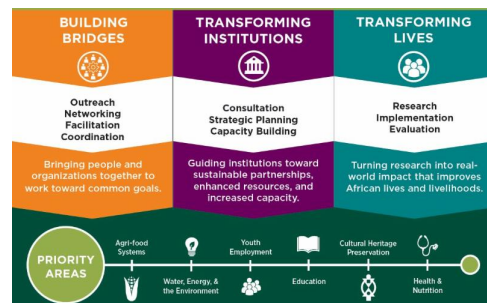 BUILDING
BRIDGES
Outreach
Networking
Facilitation
Coordination
Bringing people and
organizations together to
work toward common goals.
TRANSFORMING
INSTITUTIONS
Consultation
Strategic Planning
Capacity Building
Guiding institutions toward
sustainable partnerships,
enhanced resources, and
increased capacity.
TRANSFORMING
LIVES
Research
Implementation
Evaluation
Turning research into real-
world impact that improves
African lives and livelihoods.
PRIORITY
AREAS
Agri-food
Systems
Water, Energy, &
the Environment
Youth
Employment
Education
Cultural Heritage
Preservation
Health &
Nutrition